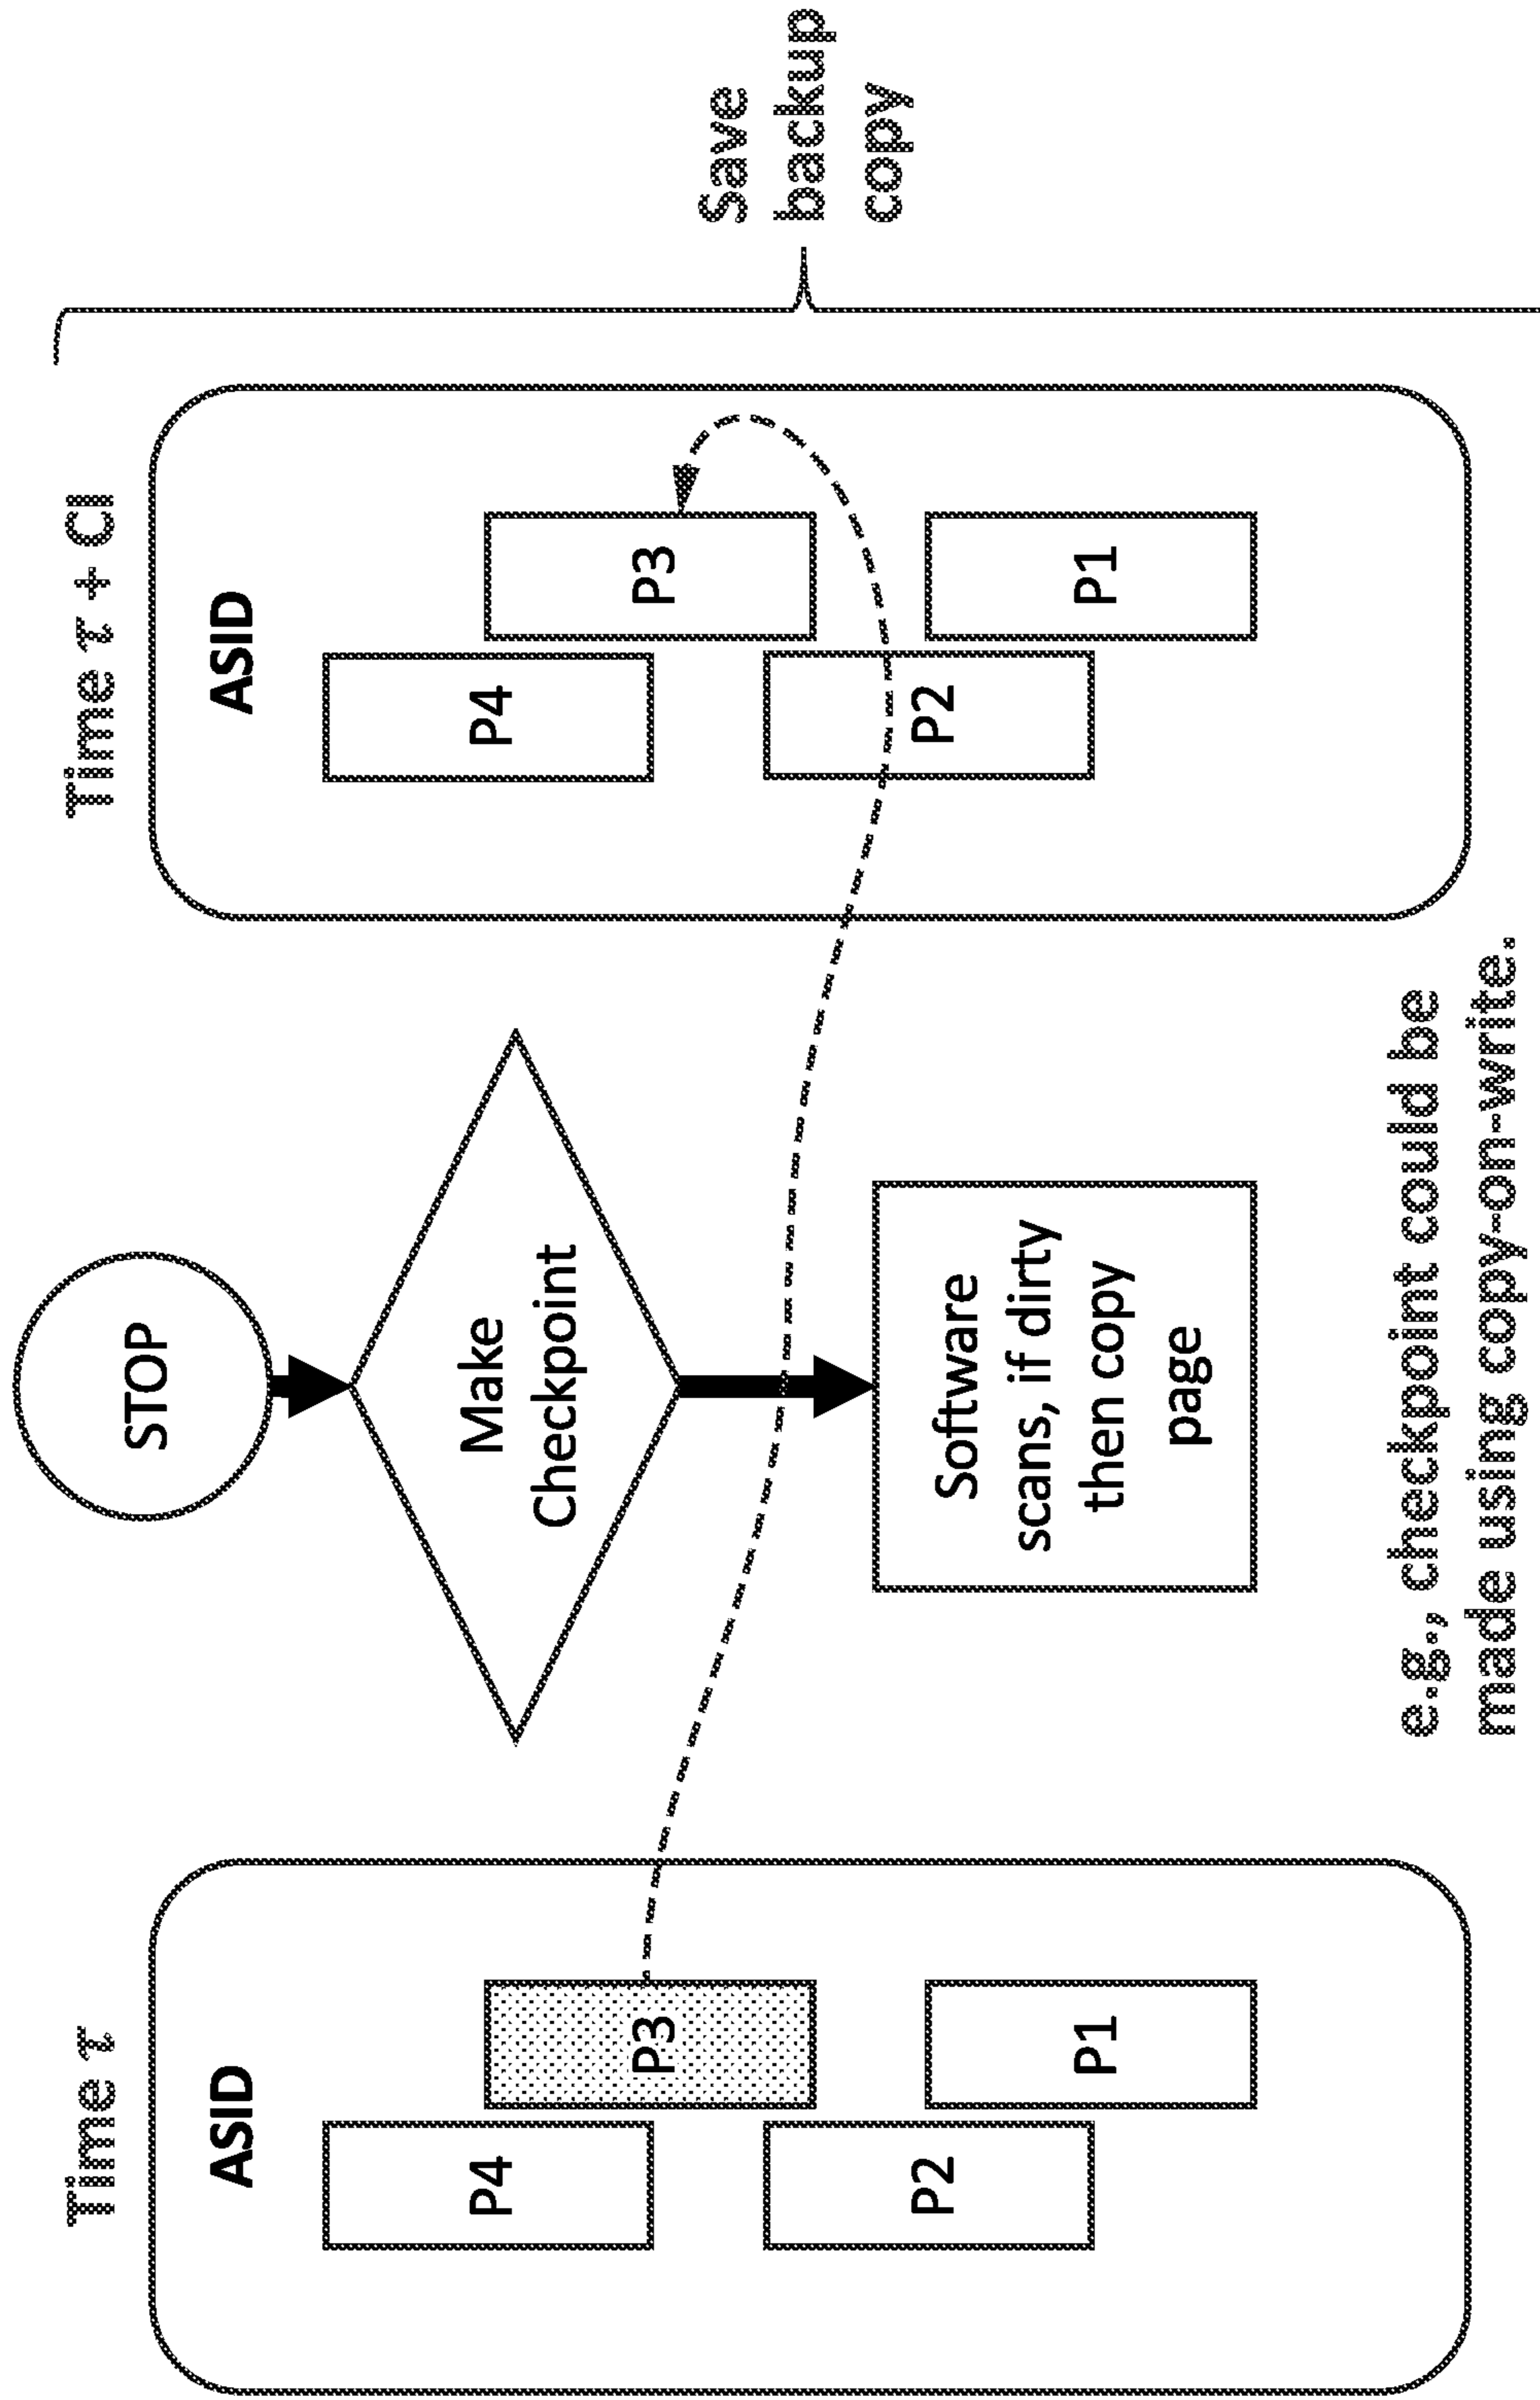 Time τ
ASID
P4
P3
P2
P1
STOP
Make
Checkpoint
Software
scans, if dirty
then copy
page
e.g., checkpoint could be
made using copy-on-write.
Time τ + CI
ASID
P4
P3
P2
P1
Save
backup
copy